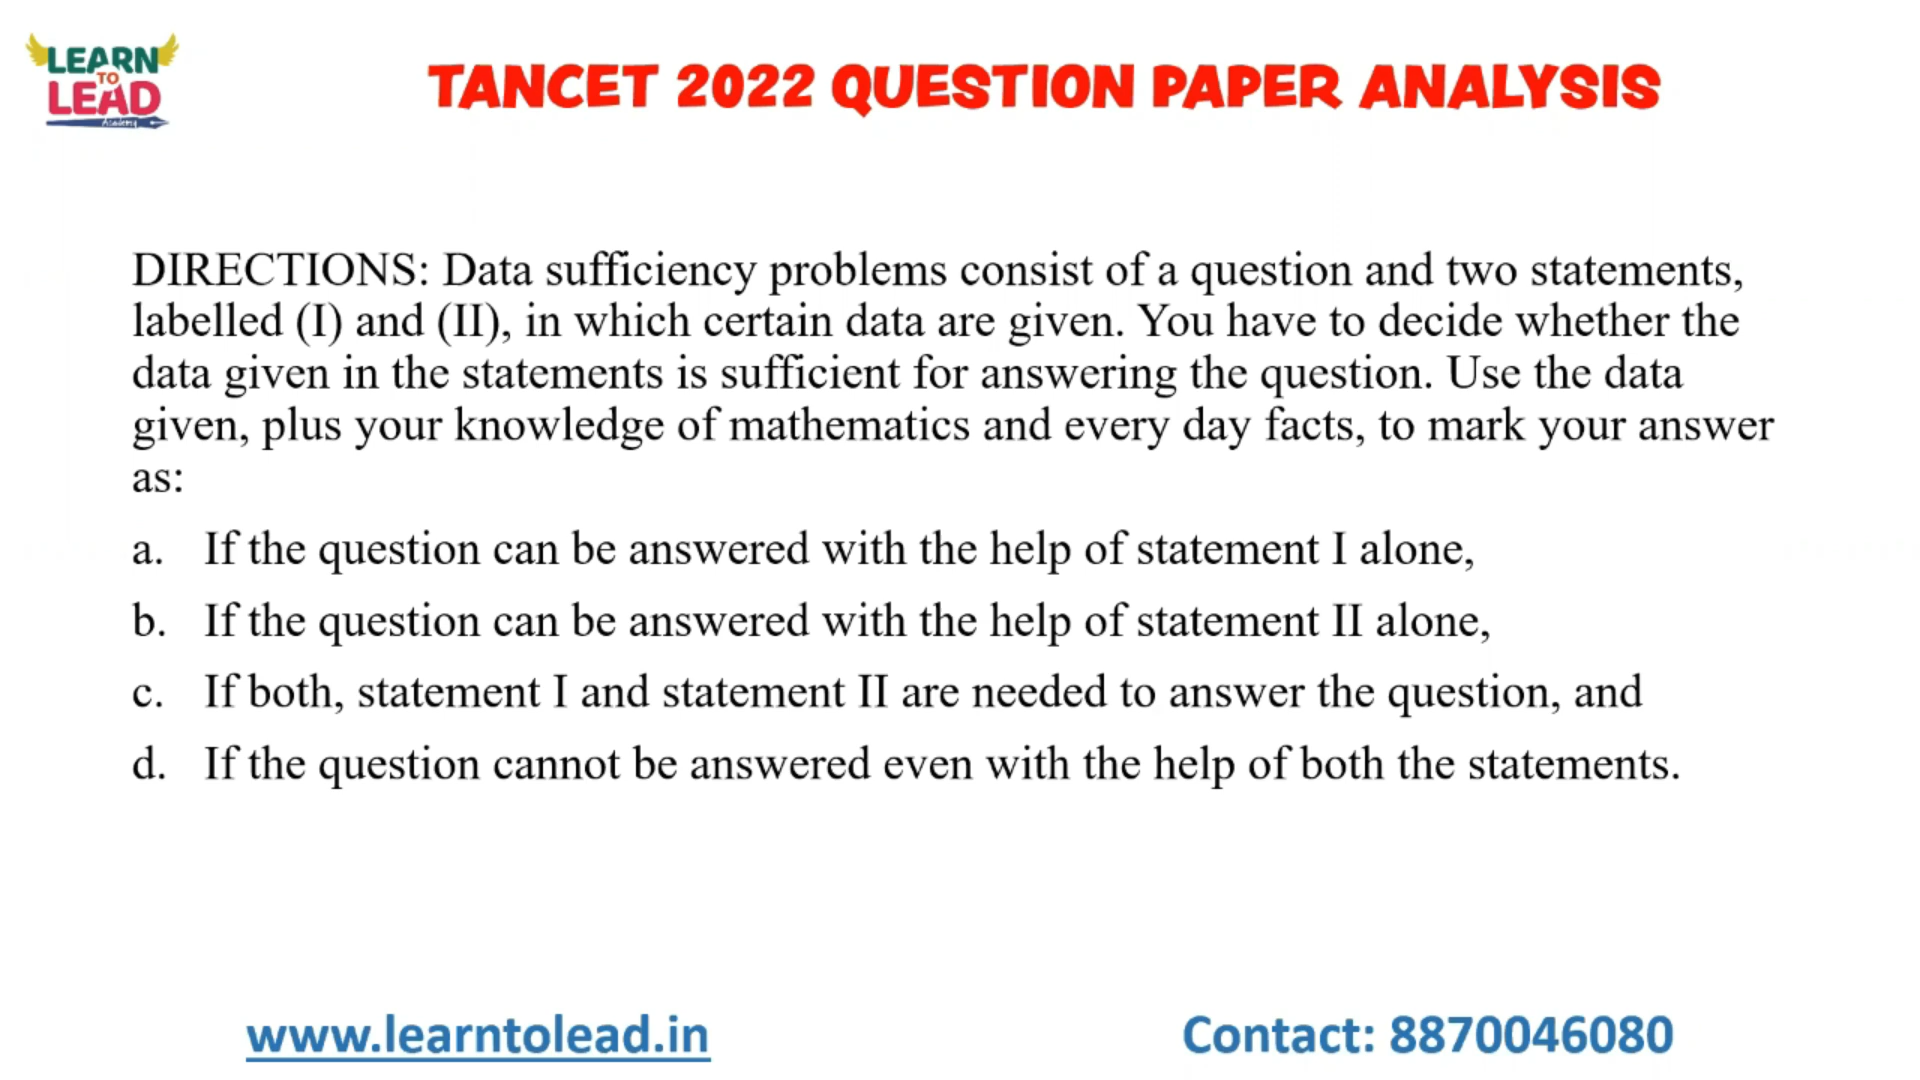 LEARN
TO
LEAD
Academy
TANCET 2022 QUESTION PAPER ANALYSIS
DIRECTIONS: Data sufficiency problems consist of a question and two statements,
labelled (I) and (II), in which certain data are given. You have to decide whether the
data given in the statements is sufficient for answering the question. Use the data
given, plus your knowledge of mathematics and every day facts, to mark your answer
as:
a. If the question can be answered with the help of statement I alone,
b. If the question can be answered with the help of statement II alone,
c. If both, statement I and statement II are needed to answer the question, and
d. If the question cannot be answered even with the help of both the statements.
www.learntolead.in
Contact: 8870046080